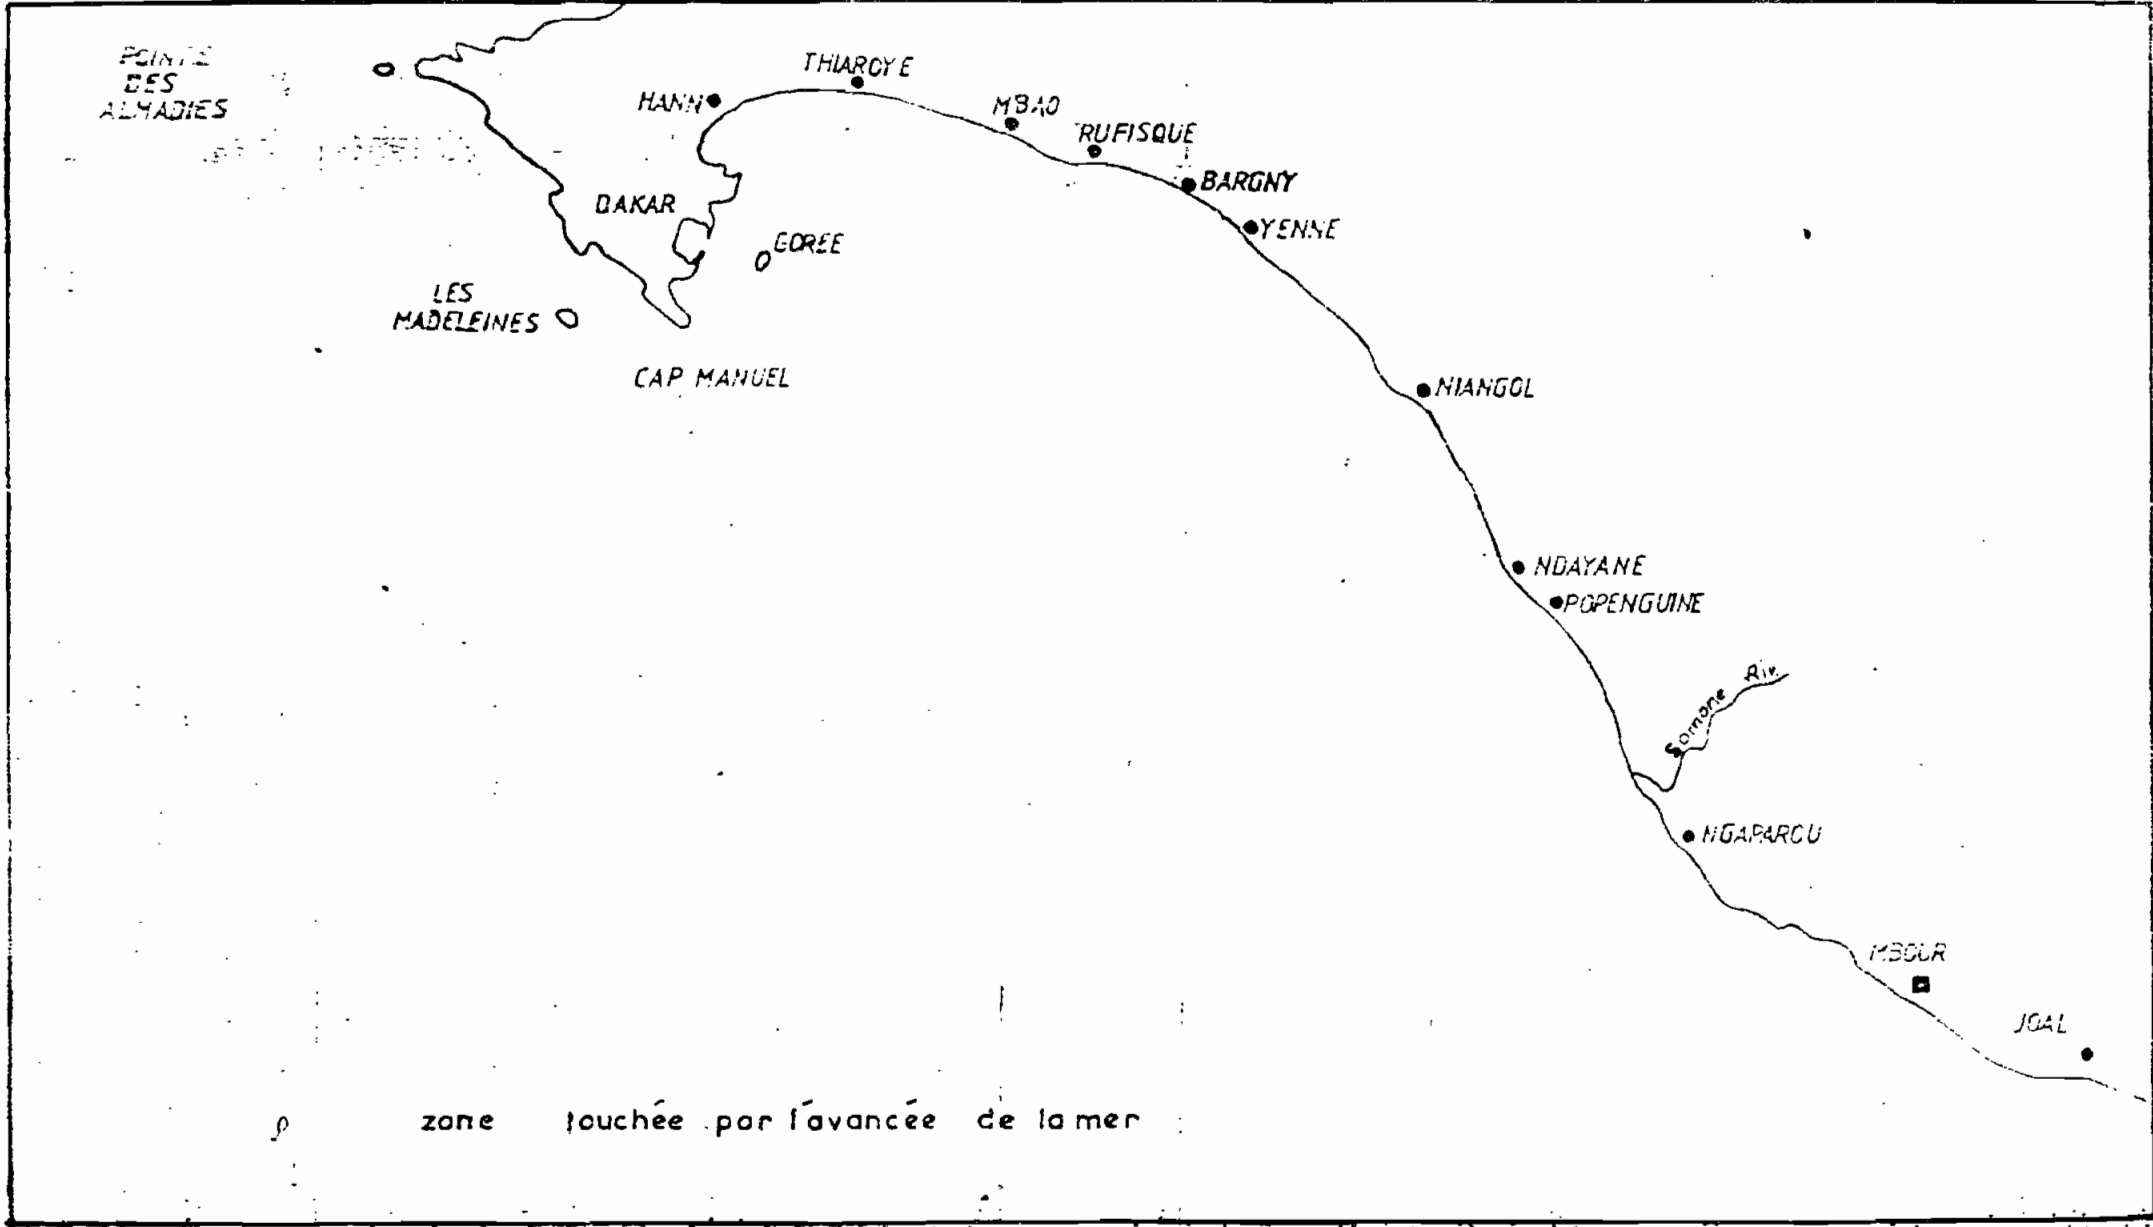 POINTE
DES
ALMADIES
THIAROYE
HANN
MBAO
RUFISQUE
BARGNY
YENNE
DAKAR
GOREE
LES
MADELEINES
CAP MANUEL
NIANGOL
NDAYANE
POPENGUINE
Somone Riv.
NGAPAROU
MBOUR
JOAL
zone touchée par l'avancée de la mer